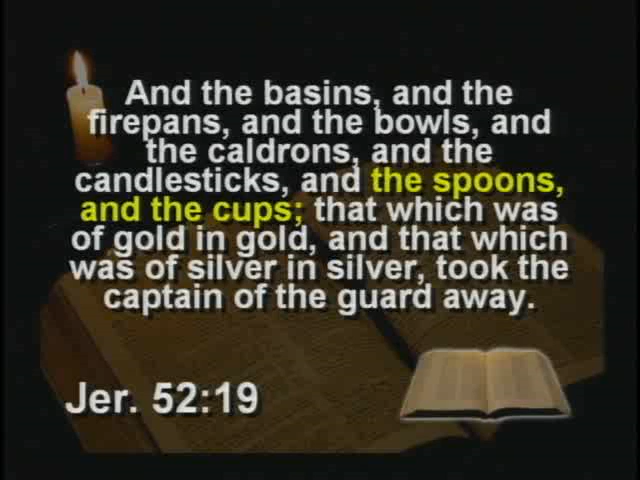 And the basins, and the
firepans, and the bowls, and
the caldrons, and the
candlesticks, and the spoons,
and the cups; that which was
of gold in gold, and that which
was of silver in silver, took the
captain of the guard away.
Jer. 52:19